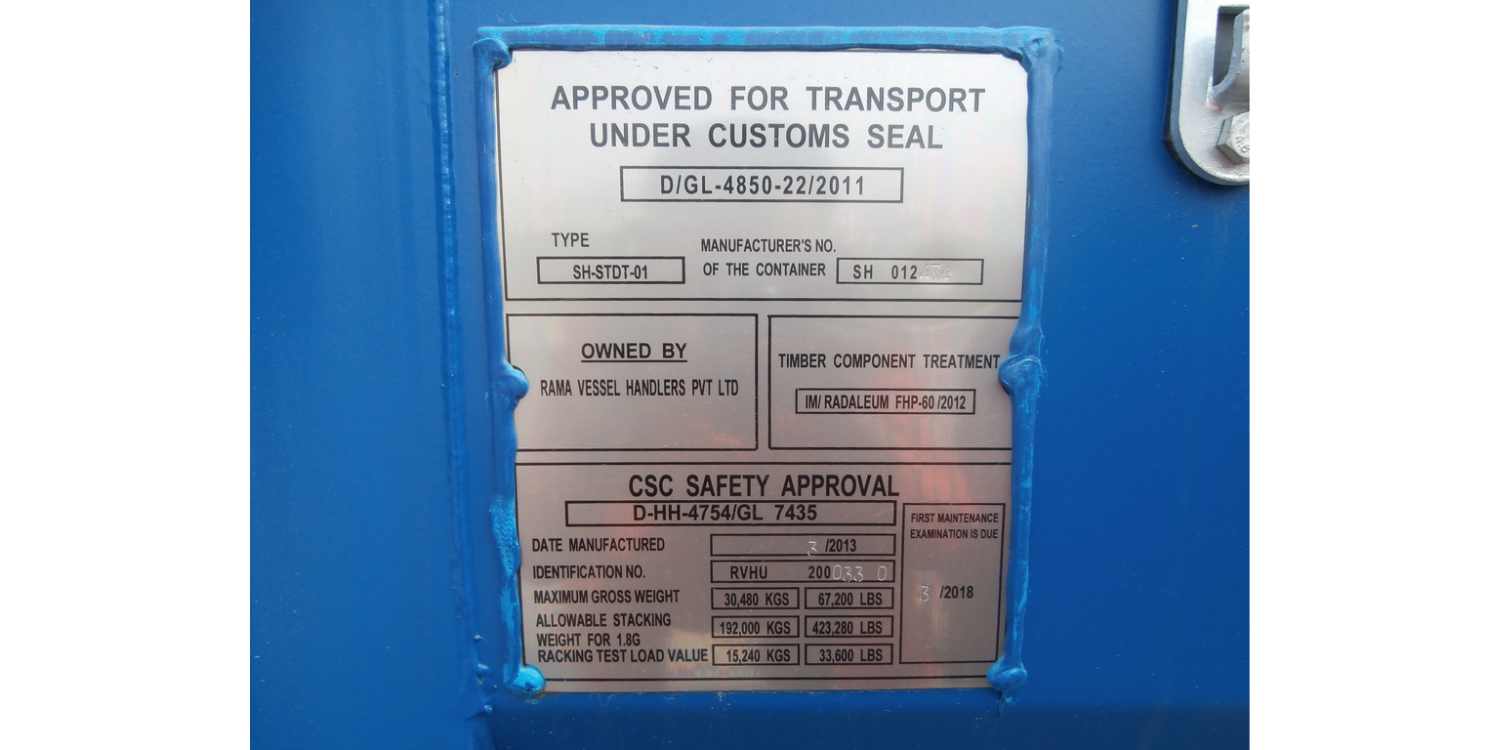 APPROVED FOR TRANSPORT
UNDER CUSTOMS SEAL
D/GL-4850-22/2011
TYPE
SH-STDT-01
MANUFACTURER'S NO.
OF THE CONTAINER
SH 012
OWNED BY
RAMA VESSEL HANDLERS PVT LTD
TIMBER COMPONENT TREATMENT
IM/ RADALEUM FHP-60 /2012
CSC SAFETY APPROVAL
D-HH-4754/GL 7435
DATE MANUFACTURED 3 /2013
IDENTIFICATION NO. RVHU 200033 0
MAXIMUM GROSS WEIGHT 30,480 KGS 67,200 LBS
ALLOWABLE STACKING
WEIGHT FOR 1.8G 192,000 KGS 423,280 LBS
RACKING TEST LOAD VALUE 15,240 KGS 33,600 LBS
FIRST MAINTENANCE
EXAMINATION IS DUE
3 /2018